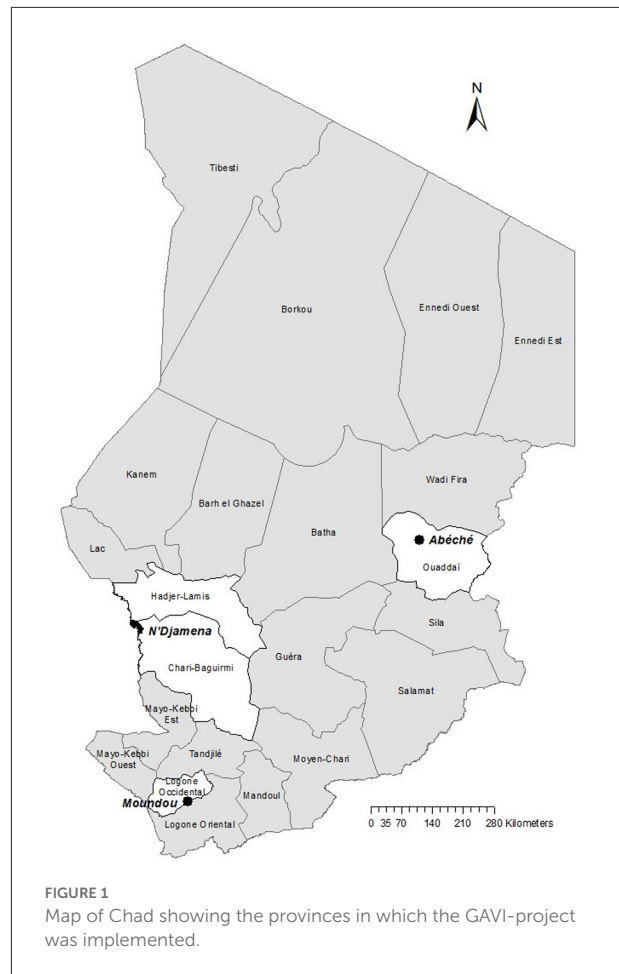 N
Tibesti
Borkou
Ennedi Ouest
Ennedi Est
Kanem
Barh el Ghazel
Wadi Fira
Batha
Lac
Abéché
Ouaddaï
Hadjer-Lamis
N'Djamena
Sila
Chari-Baguirmi
Guéra
Salamat
Mayo-Kebbi
Est
Mayo-Kebbi
Ouest
Tandjilé
Moyen-Chari
Logone
Occidental
Mandoul
Moundou
Logone Oriental
0 35 70 140 210 280 Kilometers
FIGURE 1
Map of Chad showing the provinces in which the GAVI-project
was implemented.